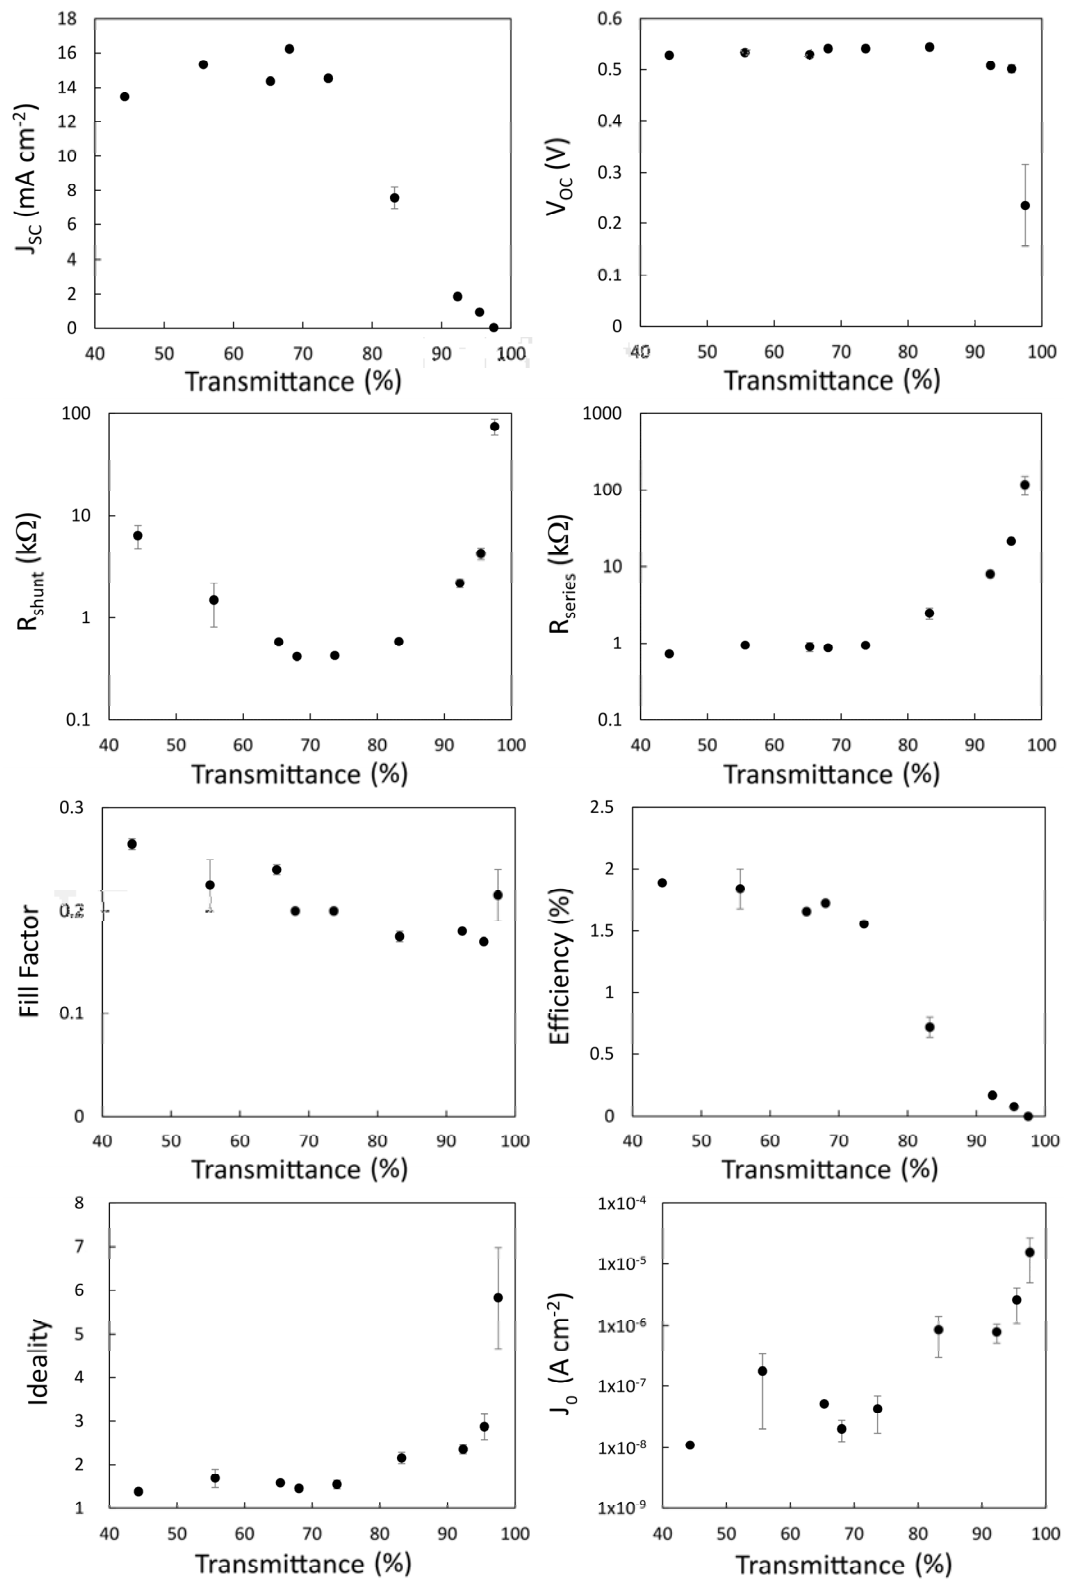 18
16
14
12
10
8
6
4
2
0
J_SC (mA cm^-2)
40 50 60 70 80 90 100
Transmittance (%)
0.6
0.5
0.4
0.3
0.2
0.1
0
V_OC (V)
40 50 60 70 80 90 100
Transmittance (%)
100
10
1
0.1
R_shunt (kΩ)
40 50 60 70 80 90 100
Transmittance (%)
1000
100
10
1
0.1
R_series (kΩ)
40 50 60 70 80 90 100
Transmittance (%)
0.3
0.2
0.1
0
Fill Factor
40 50 60 70 80 90 100
Transmittance (%)
2.5
2
1.5
1
0.5
0
Efficiency (%)
40 50 60 70 80 90 100
Transmittance (%)
8
7
6
5
4
3
2
1
Ideality
40 50 60 70 80 90 100
Transmittance (%)
1x10^-4
1x10^-5
1x10^-6
1x10^-7
1x10^-8
1x10^-9
J_0 (A cm^-2)
40 50 60 70 80 90 100
Transmittance (%)